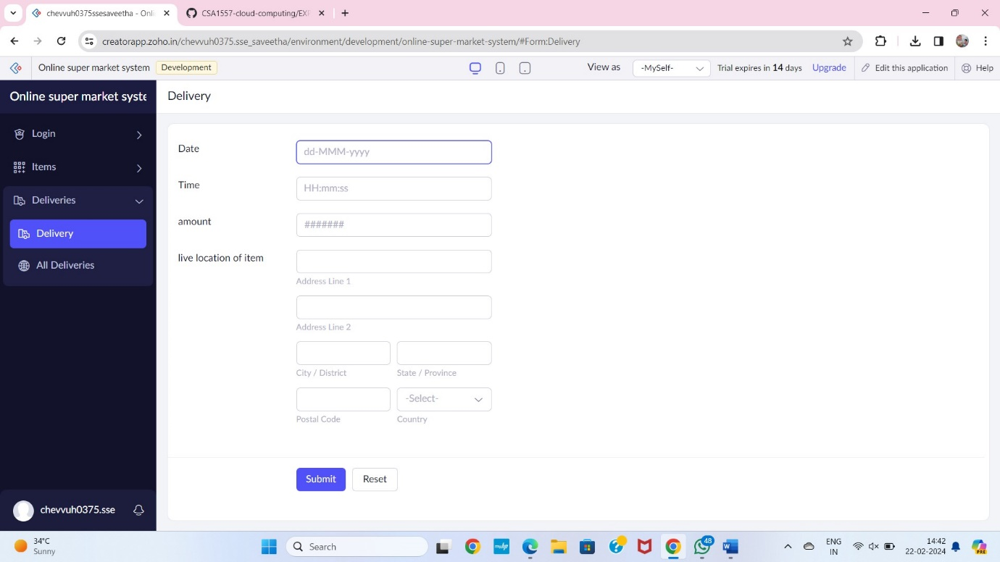 chevvuh0375ssesaveetha - Onli
CSA1557-cloud-computing/EXP
creatorapp.zoho.in/chevvuh0375.sse_saveetha/environment/development/online-super-market-system/#Form:Delivery
Online super market system Development View as -MySelf- Trial expires in 14 days Upgrade Edit this application Help
Online super market syste
Delivery
Login
Items
Deliveries
Delivery
All Deliveries
Date dd-MMM-yyyy
Time HH:mm:ss
amount #######
live location of item
Address Line 1
Address Line 2
City / District State / Province
-Select-
Postal Code Country
Submit Reset
chevvuh0375.sse
34°C
Sunny
Search
myhp
48
PRE
ENG
IN
14:42
22-02-2024